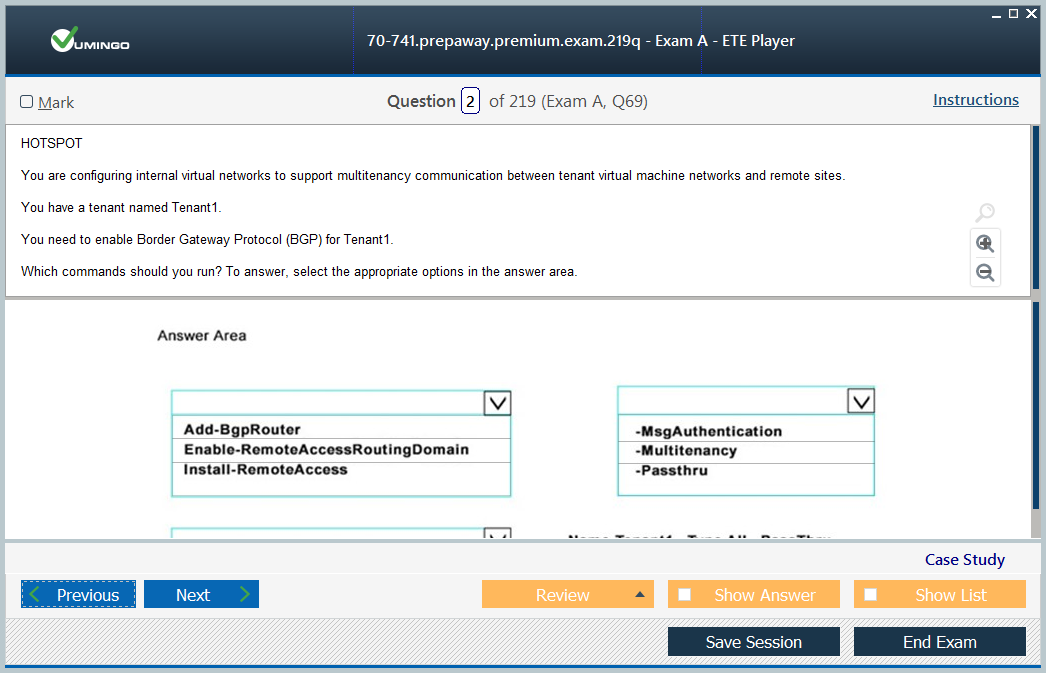 VUMINGO
70-741.prepaway.premium.exam.219q - Exam A - ETE Player
Mark
Question 2 of 219 (Exam A, Q69)
Instructions
HOTSPOT
You are configuring internal virtual networks to support multitenancy communication between tenant virtual machine networks and remote sites.
You have a tenant named Tenant1.
You need to enable Border Gateway Protocol (BGP) for Tenant1.
Which commands should you run? To answer, select the appropriate options in the answer area.
Answer Area
Add-BgpRouter
Enable-RemoteAccessRoutingDomain
Install-RemoteAccess
-MsgAuthentication
-Multitenancy
-Passthru
Case Study
Previous
Next
Review
Show Answer
Show List
Save Session
End Exam